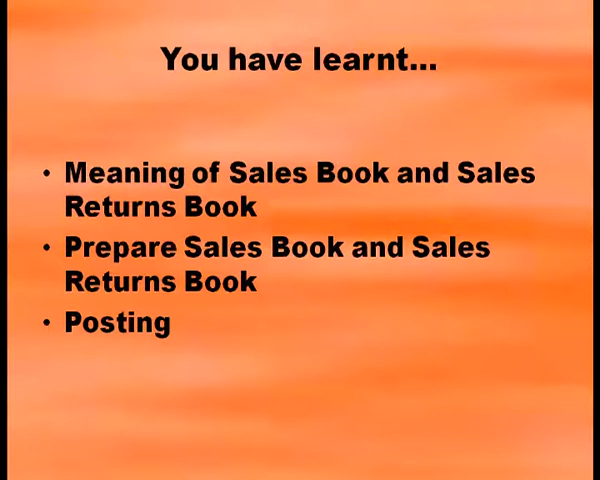 You have learnt...
• Meaning of Sales Book and Sales
Returns Book
• Prepare Sales Book and Sales
Returns Book
• Posting